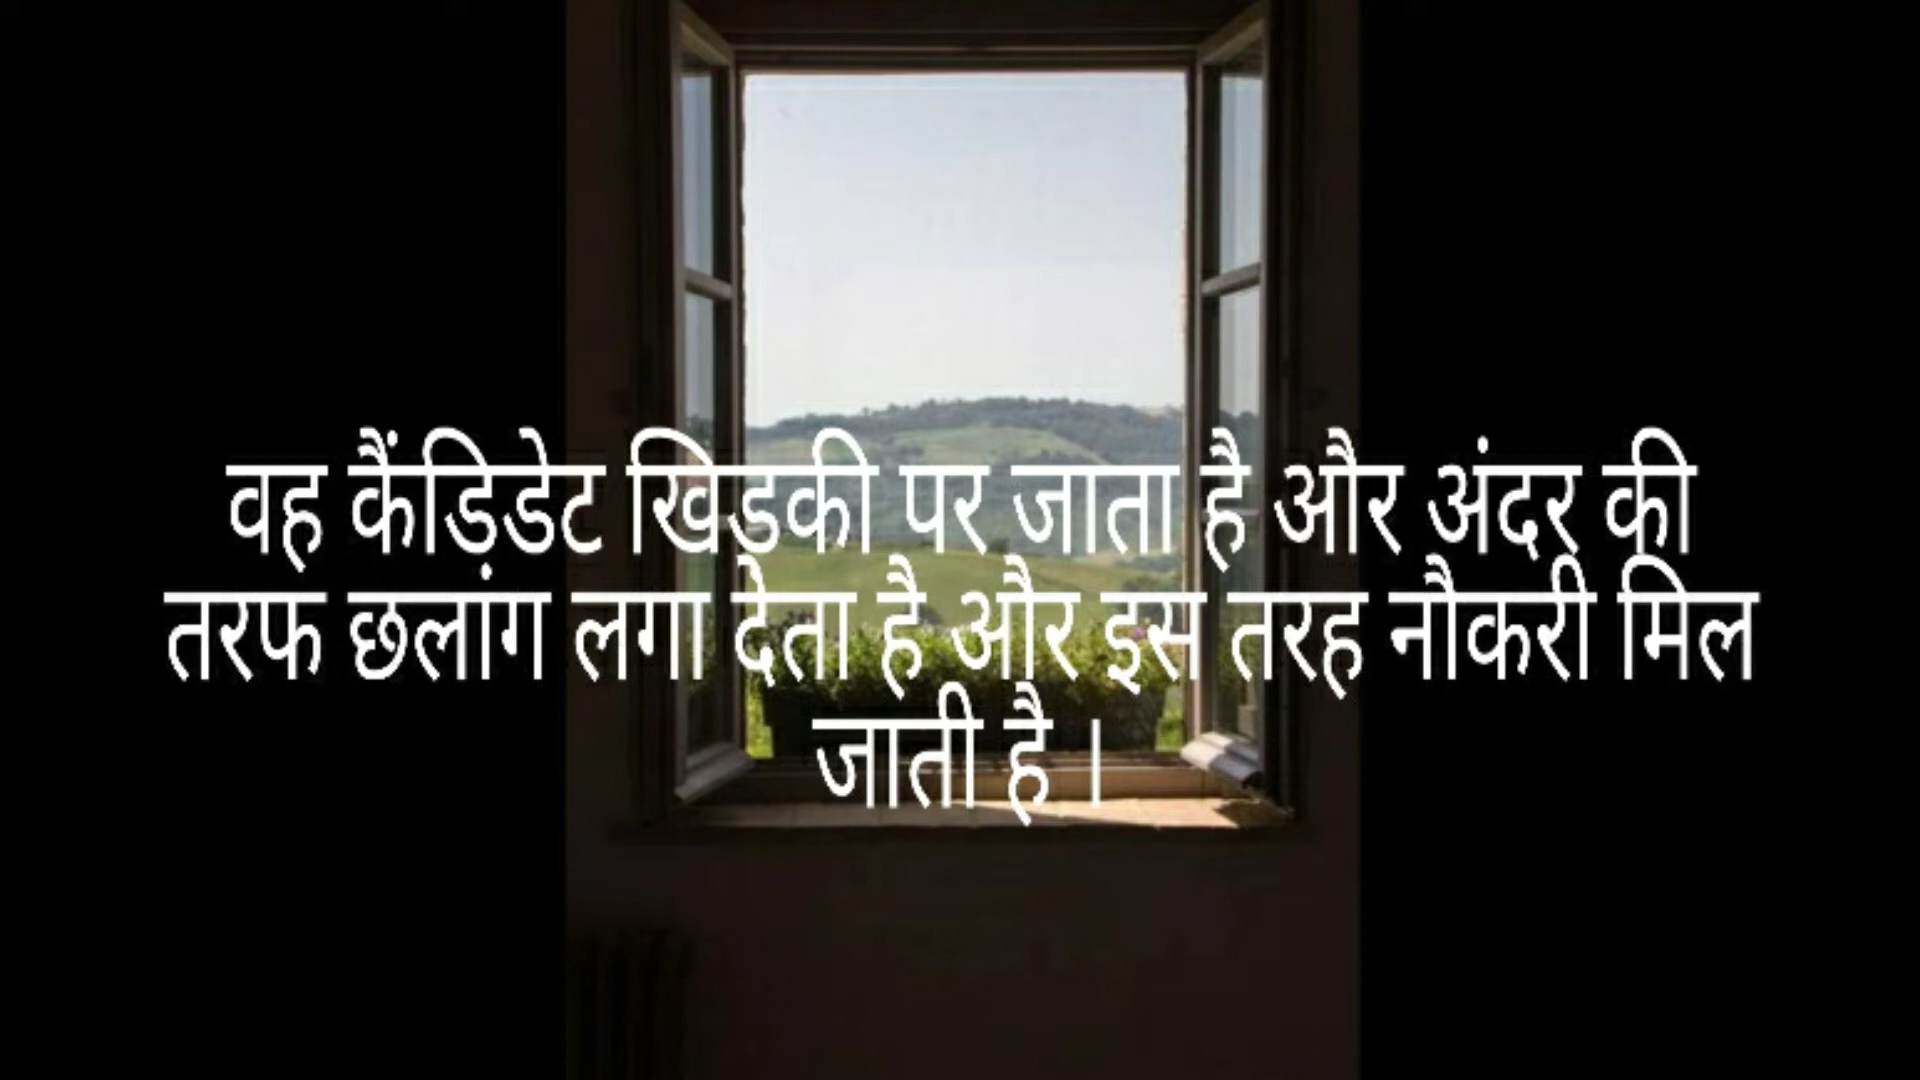 वह कैंड़िडेट खिडकी पर जाता है और अंदर की
तरफ छलांग लगा देता है और इस तरह नौकरी मिल
जाती है ।